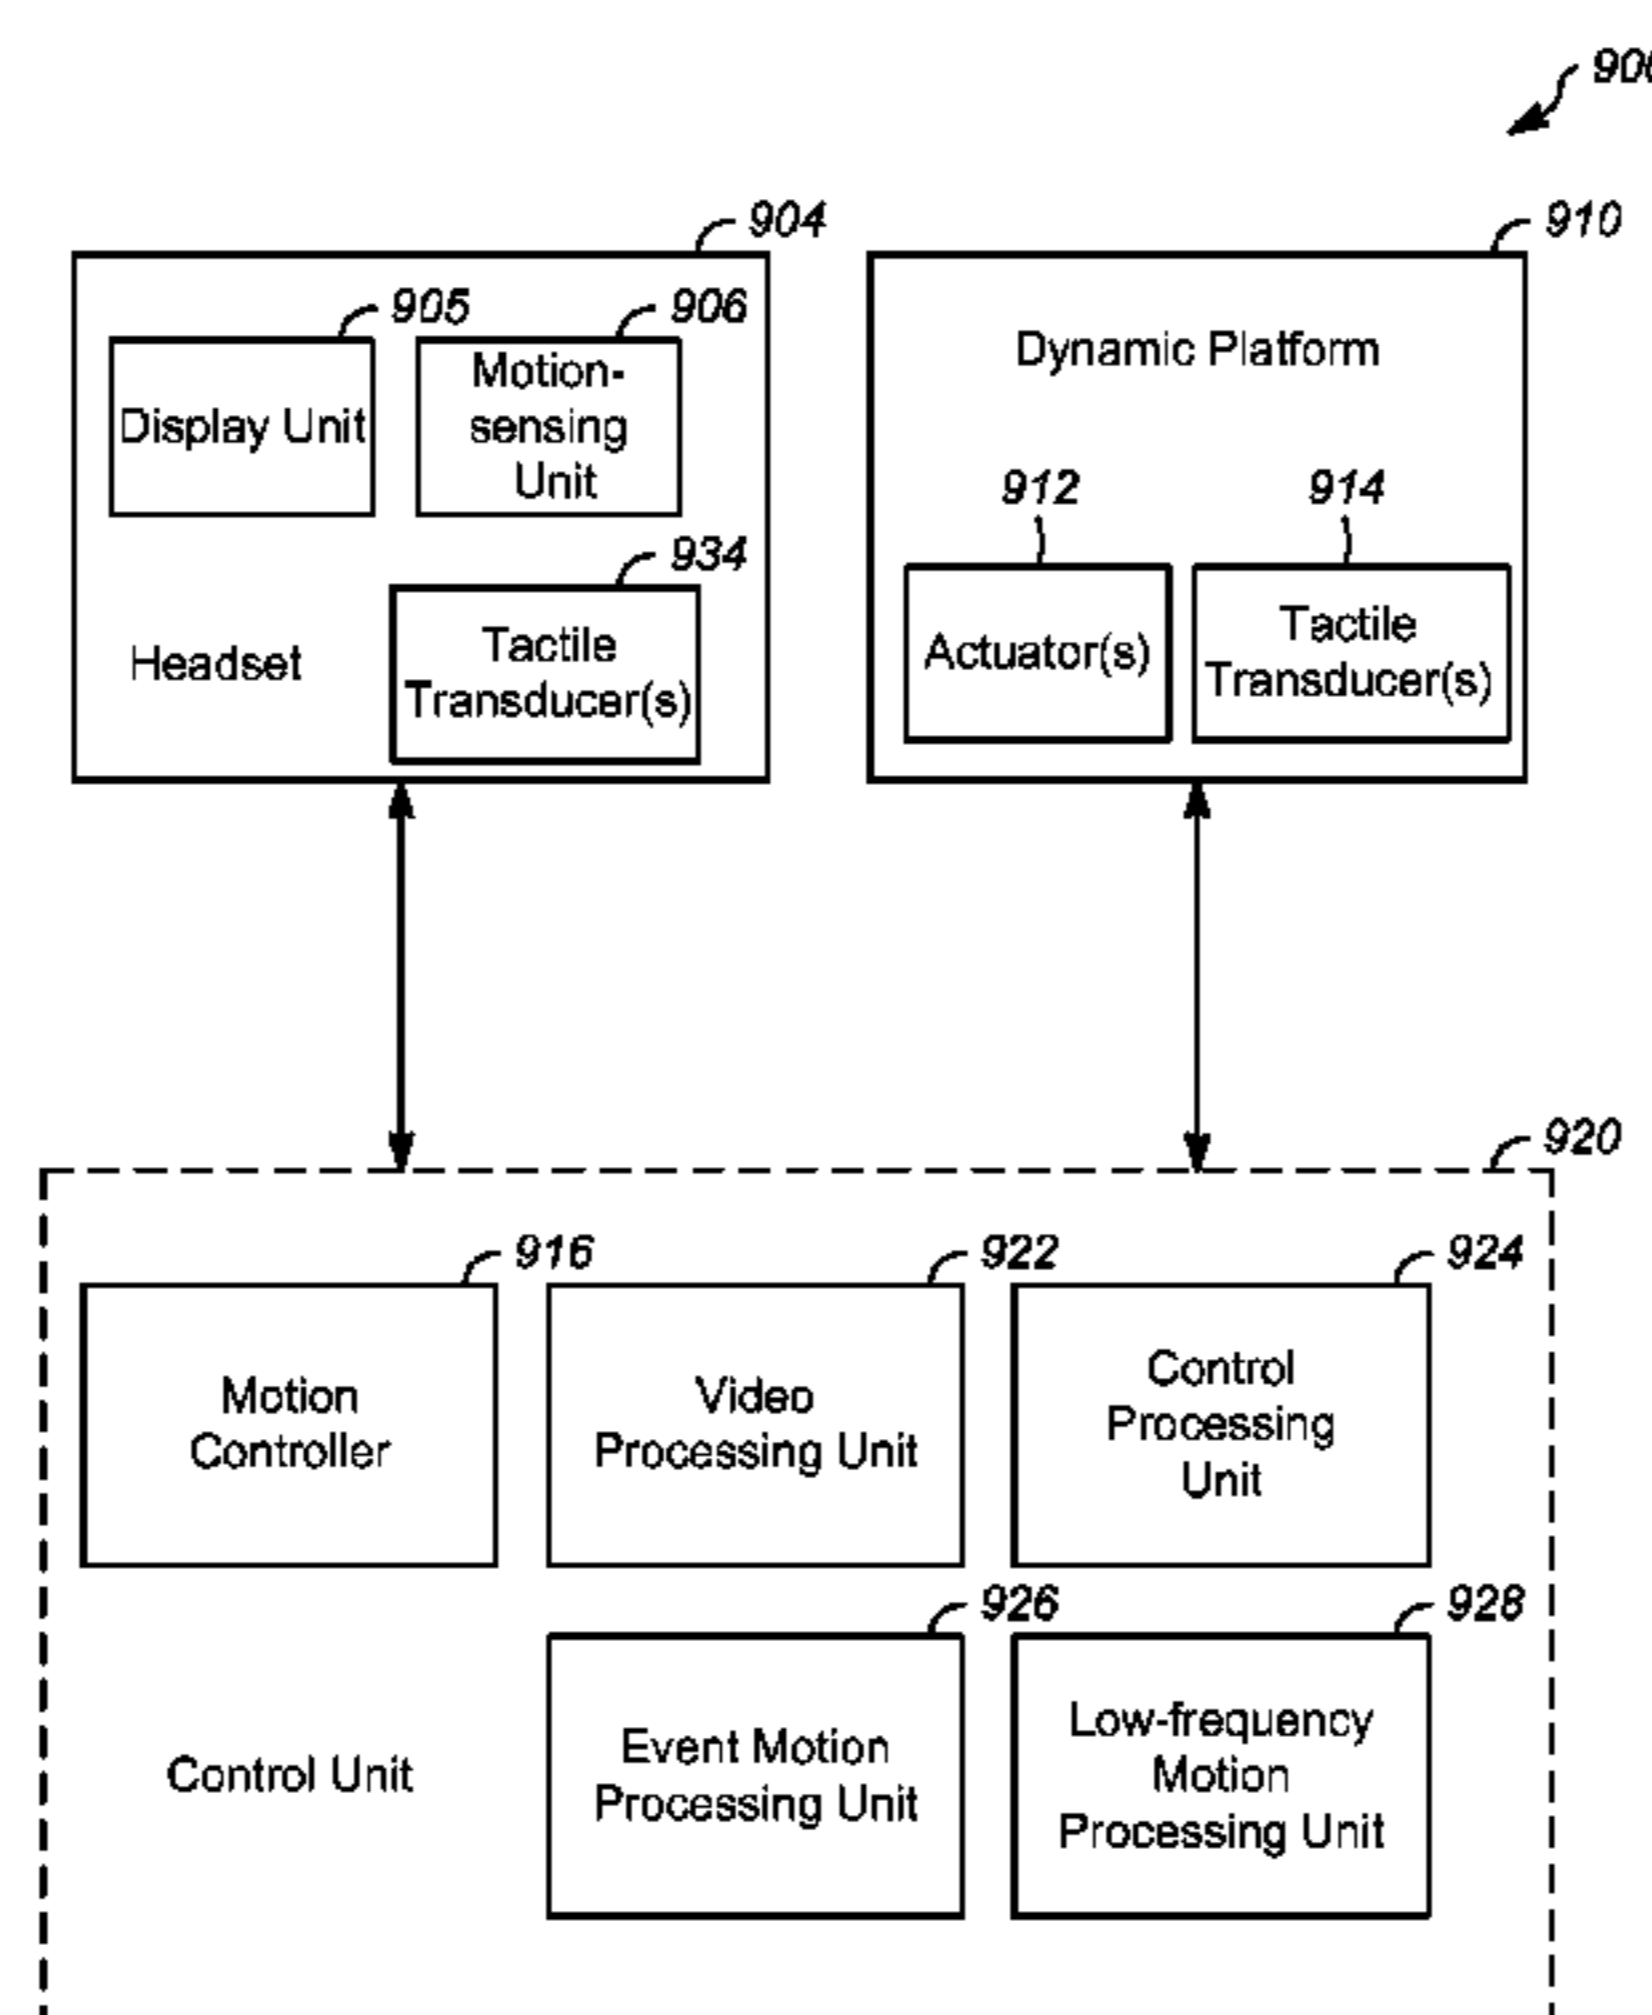 904
910
905
906
Display Unit
Motion-
sensing
Unit
934
Headset
Tactile
Transducer(s)
Dynamic Platform
912
914
Actuator(s)
Tactile
Transducer(s)
920
916
922
924
Motion
Controller
Video
Processing Unit
Control
Processing
Unit
926
928
Control Unit
Event Motion
Processing Unit
Low-frequency
Motion
Processing Unit